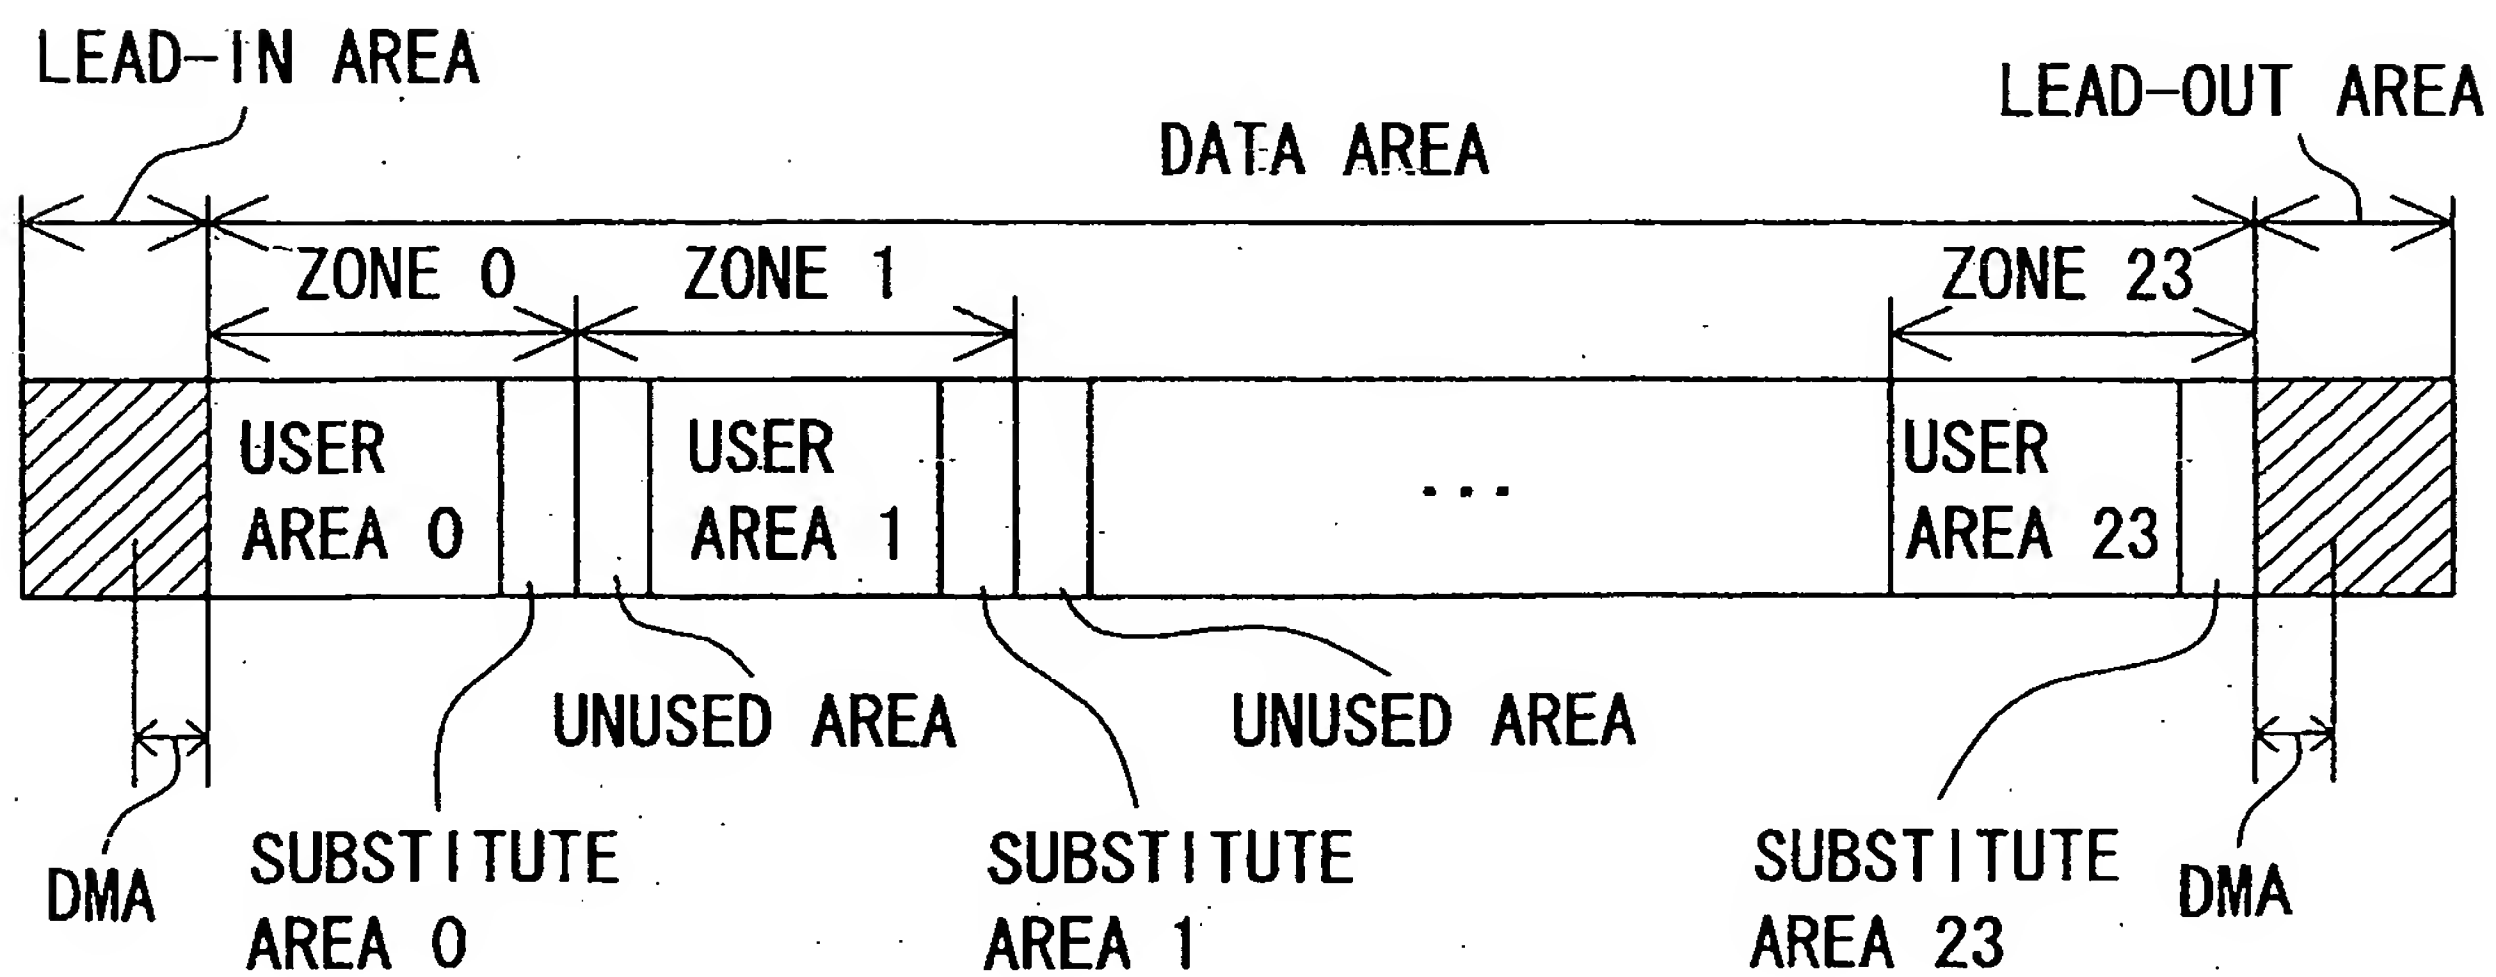 LEAD-IN AREA
LEAD-OUT AREA
DATA AREA
ZONE 0
ZONE 1
ZONE 23
USER
AREA 0
USER
AREA 1
...
USER
AREA 23
UNUSED AREA
UNUSED AREA
DMA
SUBSTITUTE
AREA 0
SUBSTITUTE
AREA 1
SUBSTITUTE
AREA 23
DMA